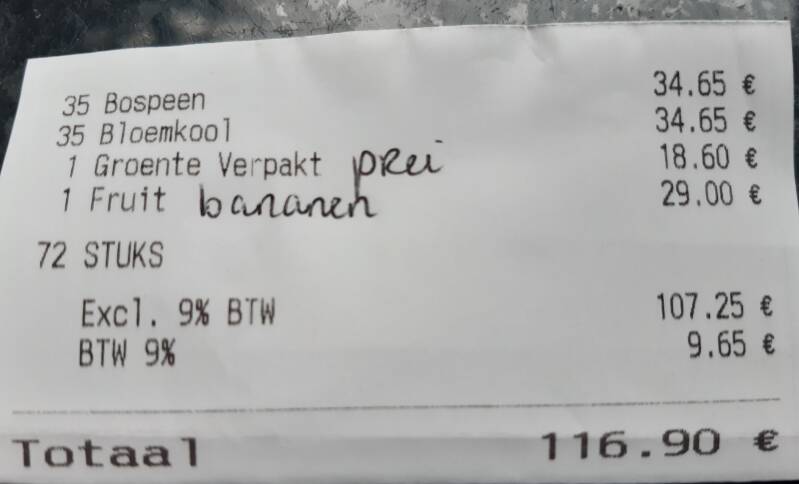 35 Bospeen 34.65 €
35 Bloemkool 34.65 €
1 Groente Verpakt prei 18.60 €
1 Fruit bananen 29.00 €
72 STUKS
Excl. 9% BTW 107.25 €
BTW 9% 9.65 €
Totaal 116.90 €